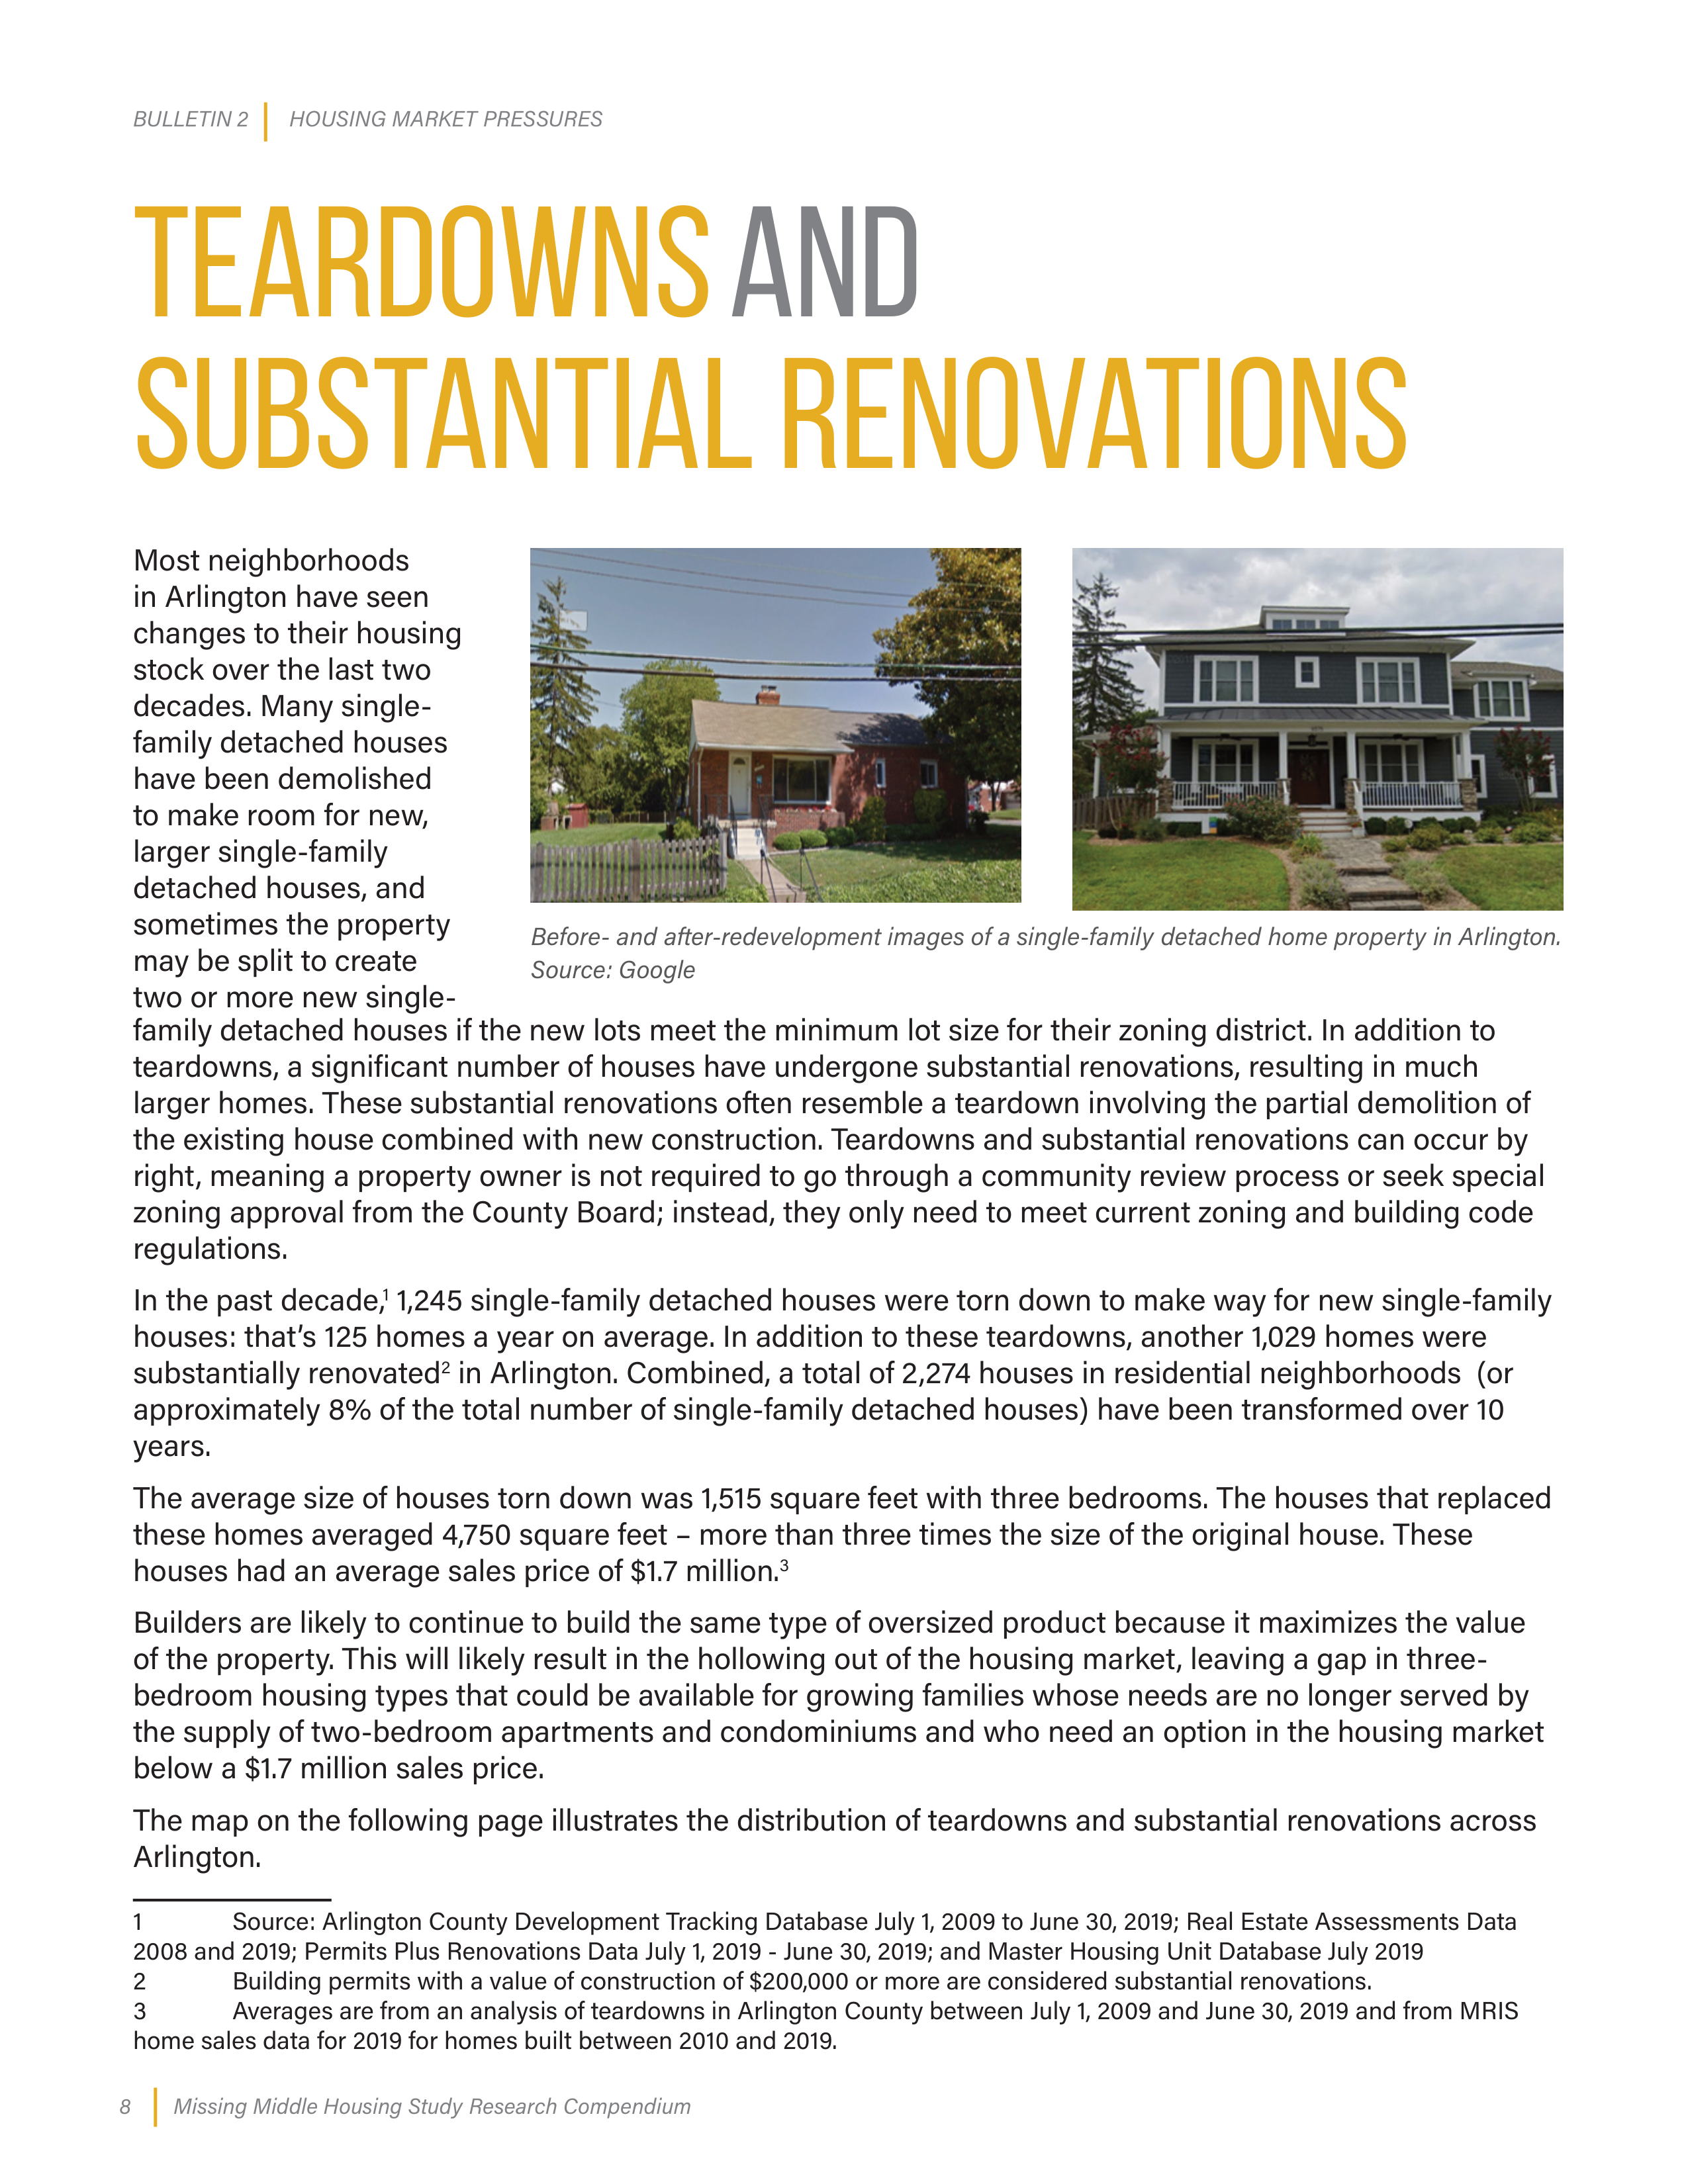 BULLETIN 2 | HOUSING MARKET PRESSURES
TEARDOWNS AND
SUBSTANTIAL RENOVATIONS
Most neighborhoods
in Arlington have seen
changes to their housing
stock over the last two
decades. Many single-
family detached houses
have been demolished
to make room for new,
larger single-family
detached houses, and
sometimes the property
may be split to create
two or more new single-
Before- and after-redevelopment images of a single-family detached home property in Arlington.
Source: Google
family detached houses if the new lots meet the minimum lot size for their zoning district. In addition to
teardowns, a significant number of houses have undergone substantial renovations, resulting in much
larger homes. These substantial renovations often resemble a teardown involving the partial demolition of
the existing house combined with new construction. Teardowns and substantial renovations can occur by
right, meaning a property owner is not required to go through a community review process or seek special
zoning approval from the County Board; instead, they only need to meet current zoning and building code
regulations.
In the past decade,¹ 1,245 single-family detached houses were torn down to make way for new single-family
houses: that's 125 homes a year on average. In addition to these teardowns, another 1,029 homes were
substantially renovated² in Arlington. Combined, a total of 2,274 houses in residential neighborhoods (or
approximately 8% of the total number of single-family detached houses) have been transformed over 10
years.
The average size of houses torn down was 1,515 square feet with three bedrooms. The houses that replaced
these homes averaged 4,750 square feet – more than three times the size of the original house. These
houses had an average sales price of $1.7 million.³
Builders are likely to continue to build the same type of oversized product because it maximizes the value
of the property. This will likely result in the hollowing out of the housing market, leaving a gap in three-
bedroom housing types that could be available for growing families whose needs are no longer served by
the supply of two-bedroom apartments and condominiums and who need an option in the housing market
below a $1.7 million sales price.
The map on the following page illustrates the distribution of teardowns and substantial renovations across
Arlington.
1 Source: Arlington County Development Tracking Database July 1, 2009 to June 30, 2019; Real Estate Assessments Data
2008 and 2019; Permits Plus Renovations Data July 1, 2019 - June 30, 2019; and Master Housing Unit Database July 2019
2 Building permits with a value of construction of $200,000 or more are considered substantial renovations.
3 Averages are from an analysis of teardowns in Arlington County between July 1, 2009 and June 30, 2019 and from MRIS
home sales data for 2019 for homes built between 2010 and 2019.
8 | Missing Middle Housing Study Research Compendium